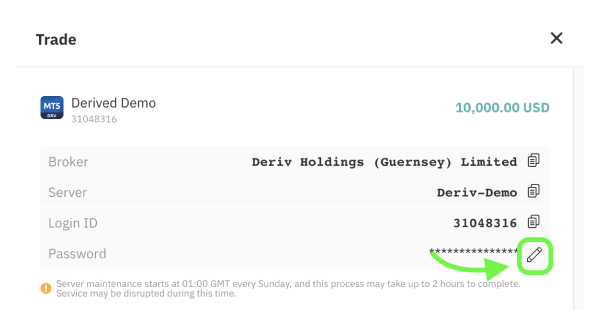 Trade
MT5
DRV
Derived Demo
31048316
10,000.00 USD
Broker
Deriv Holdings (Guernsey) Limited
Server
Deriv-Demo
Login ID
31048316
Password
***************
Server maintenance starts at 01:00 GMT every Sunday, and this process may take up to 2 hours to complete.
Service may be disrupted during this time.